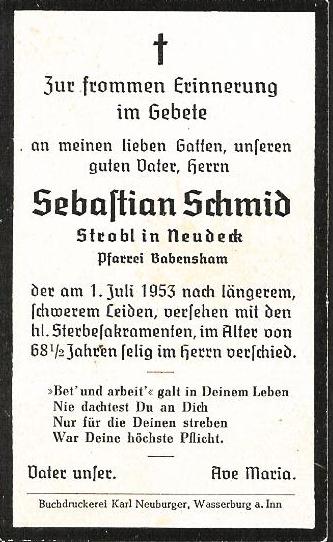 Zur frommen Erinnerung
im Gebete
an meinen lieben Gatten, unseren
guten Vater, Herrn
Sebaſtian Schmid
Strobl in Neudeck
Pfarrei Babensham
der am 1. Juli 1953 nach längerem,
ſchwerem Leiden, verſehen mit den
hl. Sterbeſakramenten, im Alter von
68 1/2 Jahren ſelig im Herrn verſchied.
»Bet' und arbeit'« galt in Deinem Leben
Nie dachtest Du an Dich
Nur für die Deinen streben
War Deine höchste Pflicht.
Vater unſer. Ave Maria.
Buchdruckerei Karl Neuburger, Wasserburg a. Inn